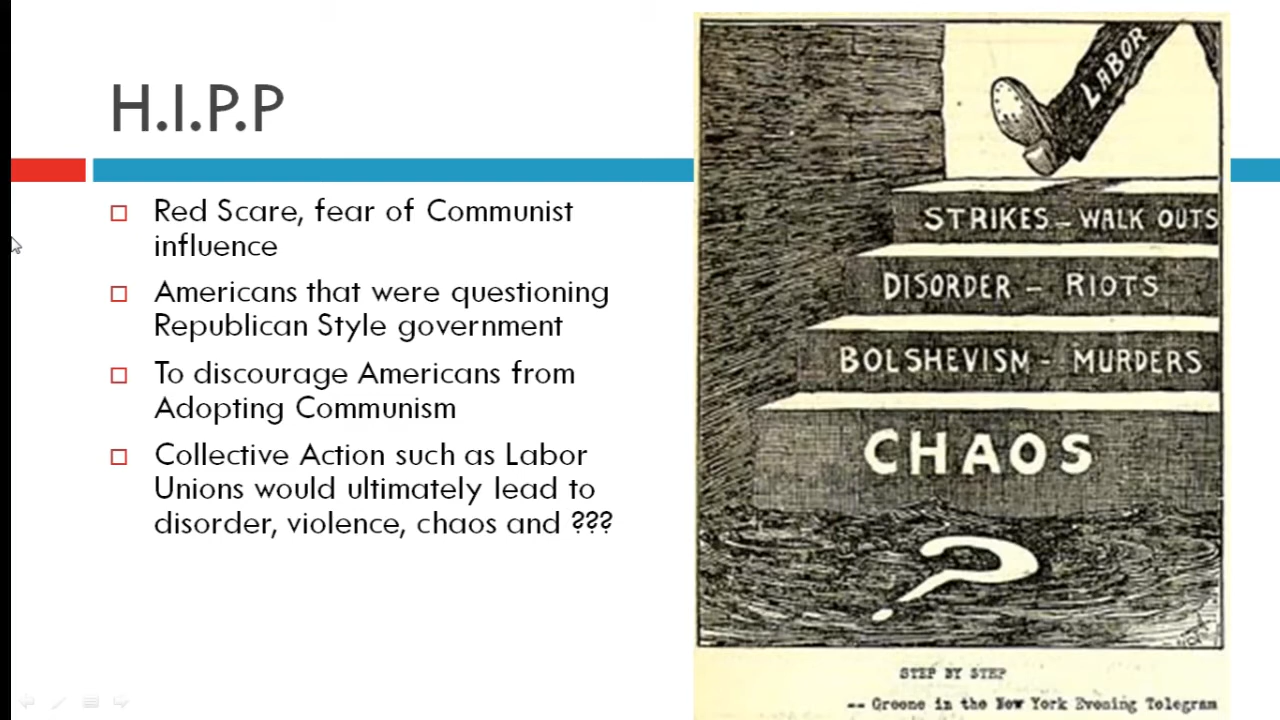 H.I.P.P
Red Scare, fear of Communist
influence
Americans that were questioning
Republican Style government
To discourage Americans from
Adopting Communism
Collective Action such as Labor
Unions would ultimately lead to
disorder, violence, chaos and ???
LABOR
STRIKES - WALK OUTS
DISORDER - RIOTS
BOLSHEVISM - MURDERS
CHAOS
?
STEP BY STEP
-- Greene in the New York Evening Telegram